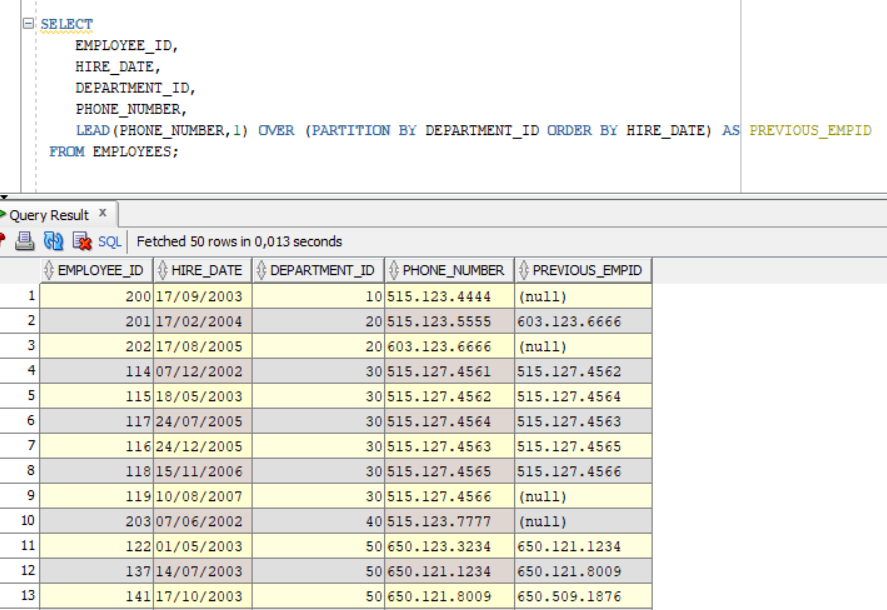 SELECT
EMPLOYEE_ID,
HIRE_DATE,
DEPARTMENT_ID,
PHONE_NUMBER,
LEAD(PHONE_NUMBER,1) OVER (PARTITION BY DEPARTMENT_ID ORDER BY HIRE_DATE) AS PREVIOUS_EMPID
FROM EMPLOYEES;
Query Result x
SQL Fetched 50 rows in 0,013 seconds
EMPLOYEE_ID HIRE_DATE DEPARTMENT_ID PHONE_NUMBER PREVIOUS_EMPID
1 200 17/09/2003 10 515.123.4444 (null)
2 201 17/02/2004 20 515.123.5555 603.123.6666
3 202 17/08/2005 20 603.123.6666 (null)
4 114 07/12/2002 30 515.127.4561 515.127.4562
5 115 18/05/2003 30 515.127.4562 515.127.4564
6 117 24/07/2005 30 515.127.4564 515.127.4563
7 116 24/12/2005 30 515.127.4563 515.127.4565
8 118 15/11/2006 30 515.127.4565 515.127.4566
9 119 10/08/2007 30 515.127.4566 (null)
10 203 07/06/2002 40 515.123.7777 (null)
11 122 01/05/2003 50 650.123.3234 650.121.1234
12 137 14/07/2003 50 650.121.1234 650.121.8009
13 141 17/10/2003 50 650.121.8009 650.509.1876